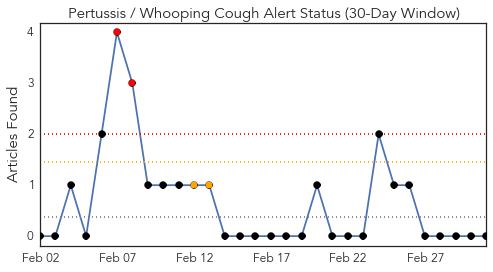 Pertussis / Whooping Cough Alert Status (30-Day Window)
Articles Found
4
3
2
1
0
Feb 02 Feb 07 Feb 12 Feb 17 Feb 22 Feb 27